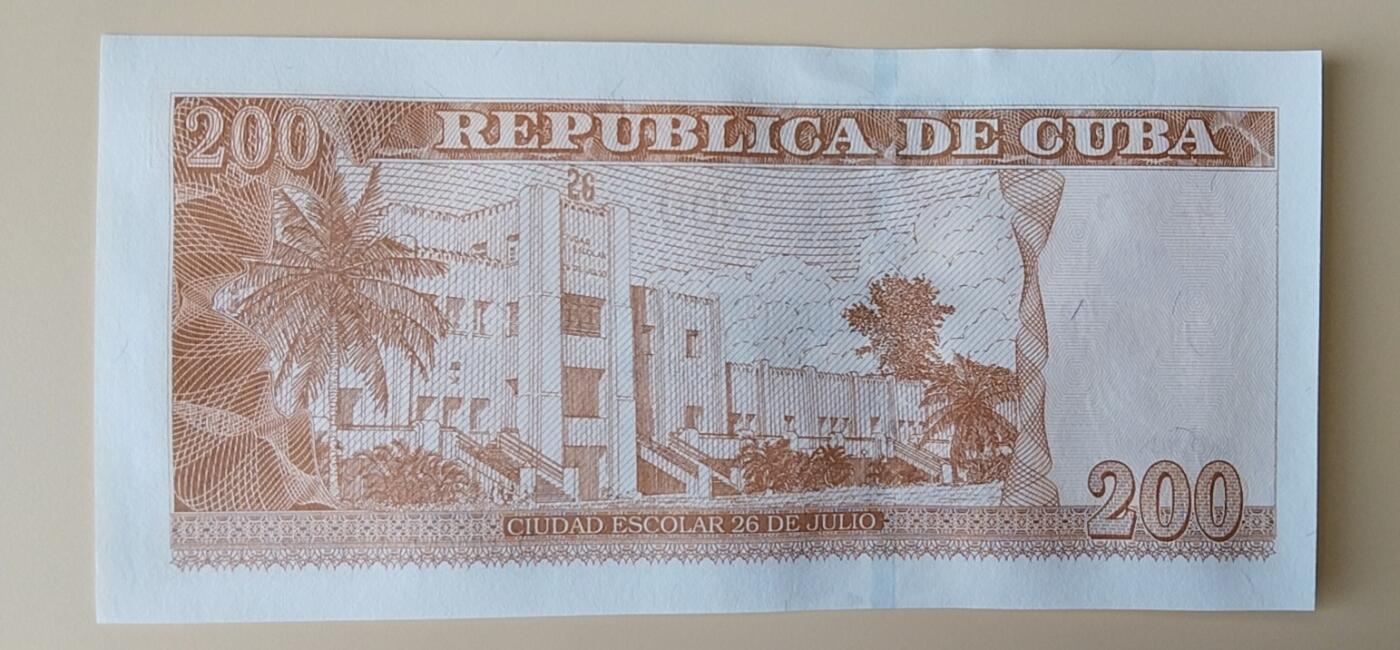 200
REPUBLICA DE CUBA
26
200
CIUDAD ESCOLAR 26 DE JULIO